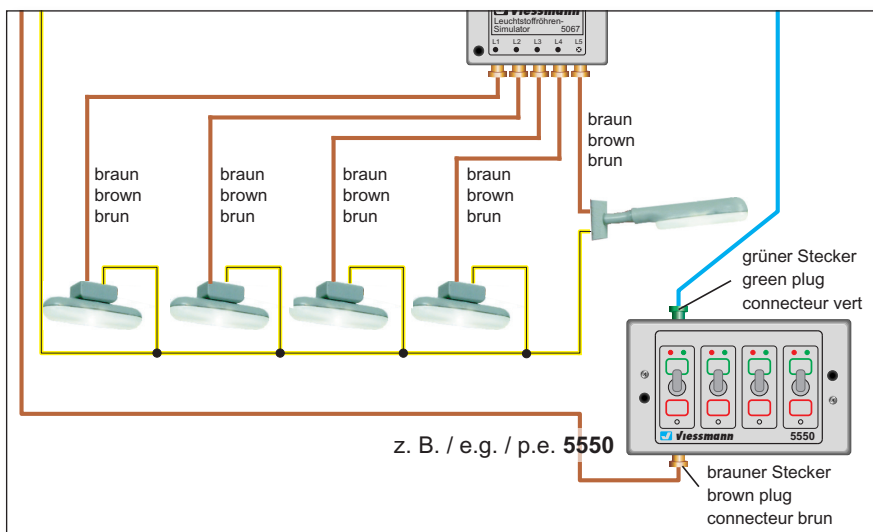 viessmann
Leuchtstoffröhren-
Simulator 5067
L1 L2 L3 L4 L5
braun
brown
brun
braun
brown
brun
braun
brown
brun
braun
brown
brun
braun
brown
brun
grüner Stecker
green plug
connecteur vert
z. B. / e.g. / p.e. 5550
viessmann 5550
brauner Stecker
brown plug
connecteur brun